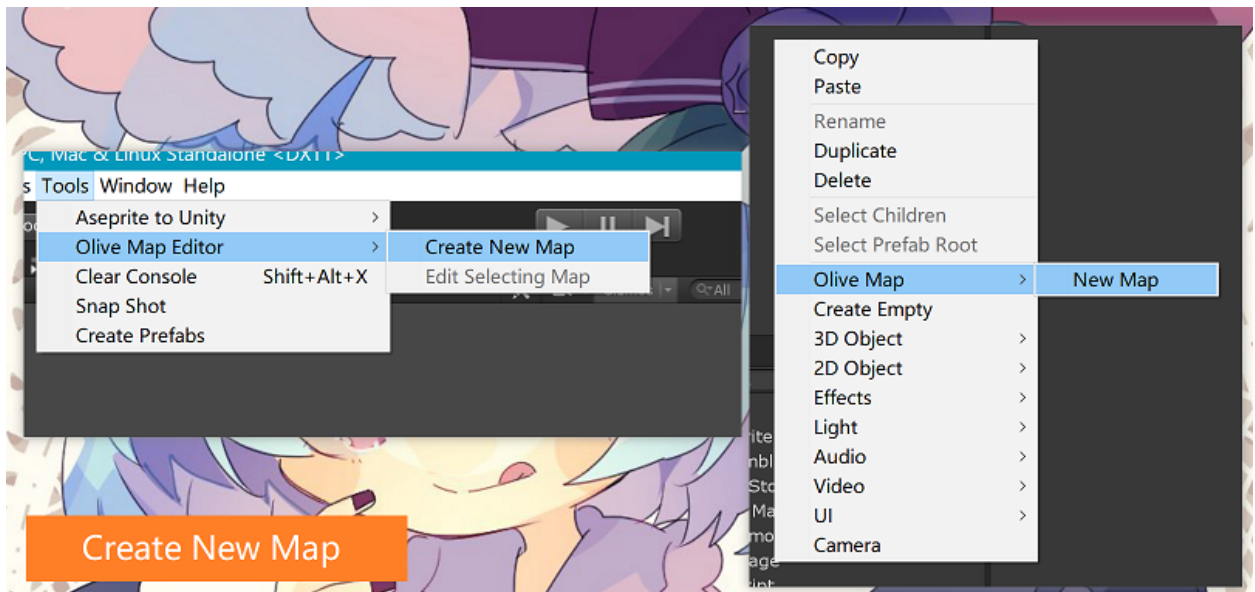 PC, Mac & Linux Standalone <DX11>
s Tools Window Help
Aseprite to Unity >
Olive Map Editor >
Create New Map
Clear Console Shift+Alt+X
Edit Selecting Map
Snap Shot
Create Prefabs
All
Create New Map
Copy
Paste
Rename
Duplicate
Delete
Select Children
Select Prefab Root
Olive Map >
New Map
Create Empty
3D Object >
2D Object >
Effects >
Light >
Audio >
Video >
UI >
Camera